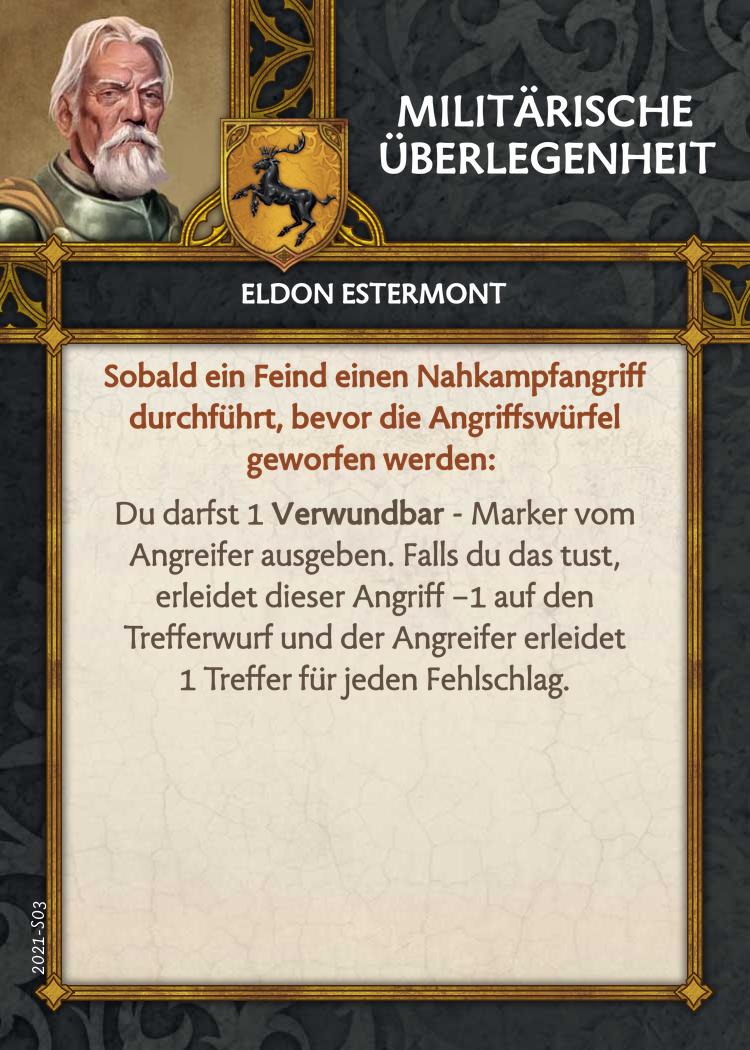 MILITÄRISCHE
ÜBERLEGENHEIT
ELDON ESTERMONT
Sobald ein Feind einen Nahkampfangriff
durchführt, bevor die Angriffswürfel
geworfen werden:
Du darfst 1 Verwundbar - Marker vom
Angreifer ausgeben. Falls du das tust,
erleidet dieser Angriff −1 auf den
Trefferwurf und der Angreifer erleidet
1 Treffer für jeden Fehlschlag.
2021-S03